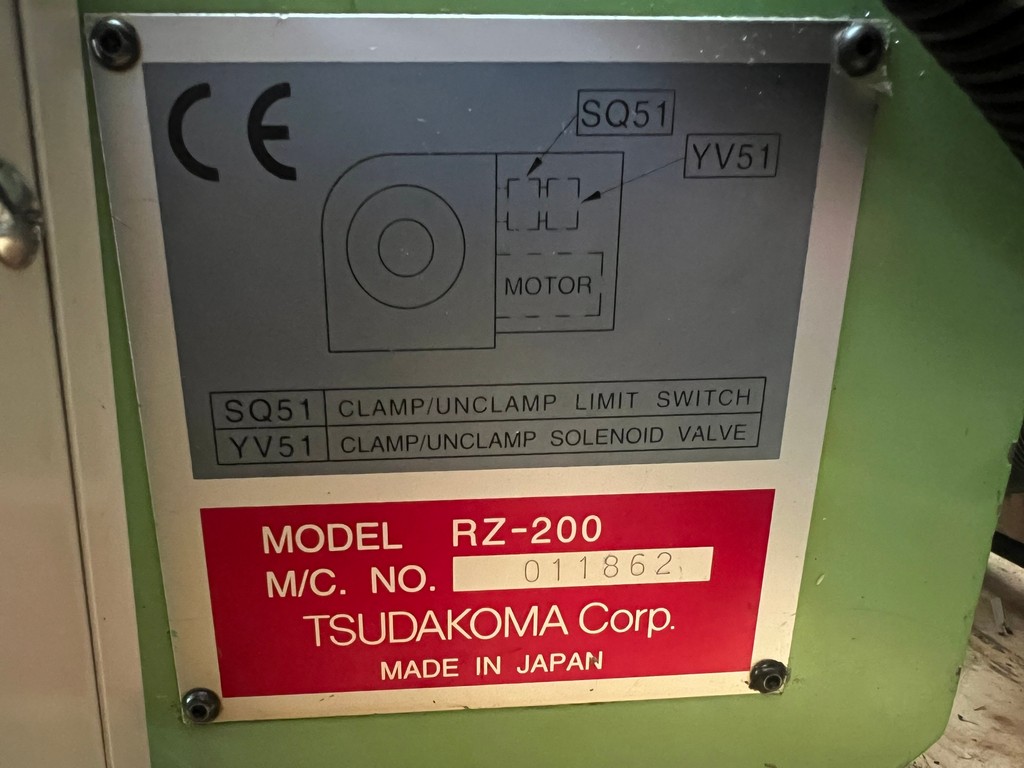 CE
SQ51
YV51
MOTOR
SQ51 CLAMP/UNCLAMP LIMIT SWITCH
YV51 CLAMP/UNCLAMP SOLENOID VALVE
MODEL RZ-200
M/C. NO. 011862
TSUDAKOMA Corp.
MADE IN JAPAN